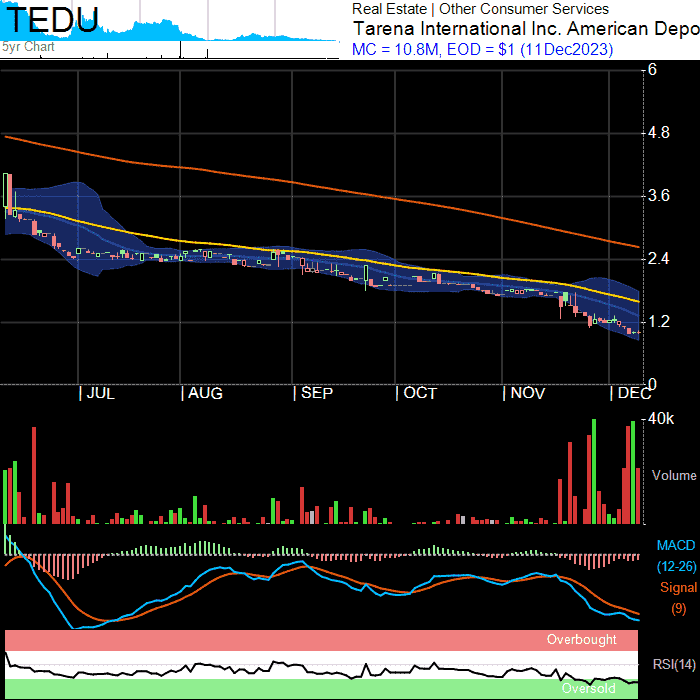 TEDU
5yr Chart
Real Estate | Other Consumer Services
Tarena International Inc. American Depo
MC = 10.8M, EOD = $1 (11Dec2023)
6
4.8
3.6
2.4
1.2
0
| JUL | AUG | SEP | OCT | NOV | DEC
40k
Volume
MACD
(12-26)
Signal
(9)
Overbought
RSI(14)
Oversold